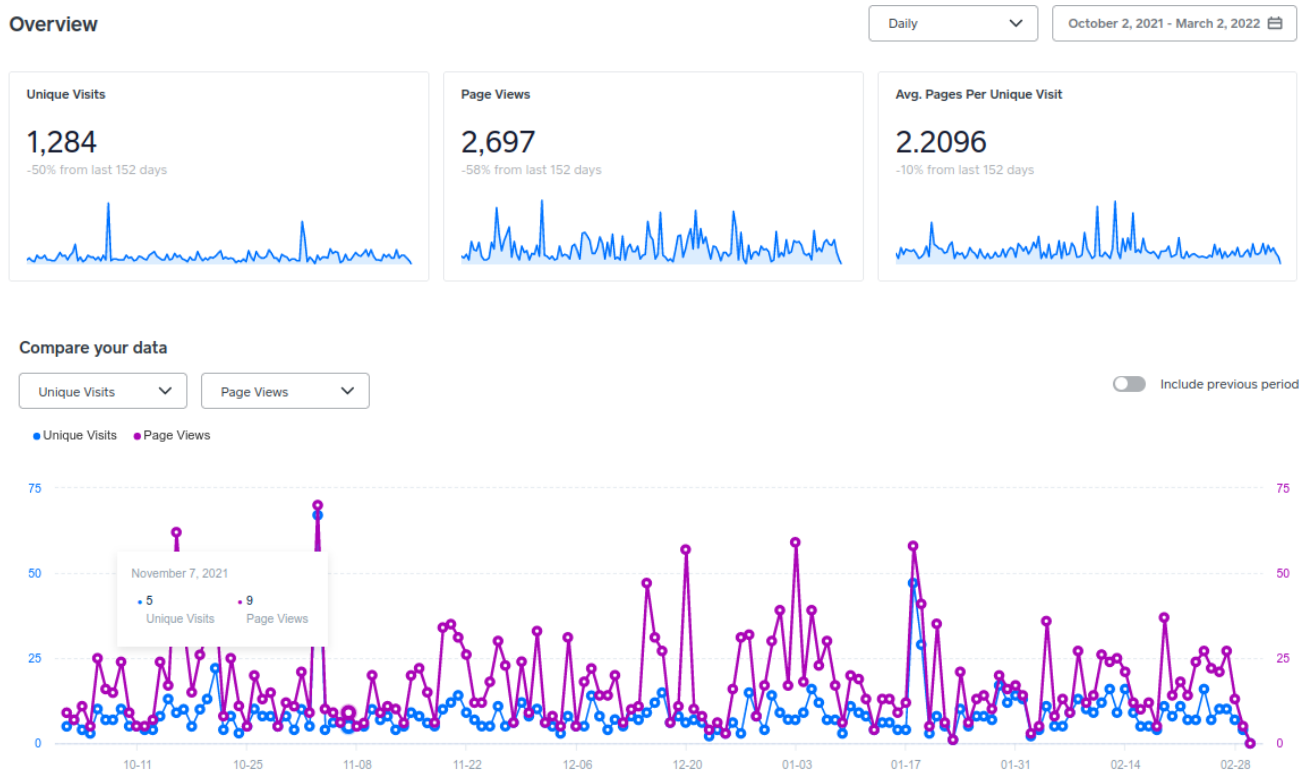 Overview
Daily
October 2, 2021 - March 2, 2022
Unique Visits
1,284
-50% from last 152 days
Page Views
2,697
-58% from last 152 days
Avg. Pages Per Unique Visit
2.2096
-10% from last 152 days
Compare your data
Unique Visits
Page Views
Include previous period
Unique Visits Page Views
75 75
50 50
November 7, 2021
5 9
Unique Visits Page Views
25 25
0 0
10-11 10-25 11-08 11-22 12-06 12-20 01-03 01-17 01-31 02-14 02-28